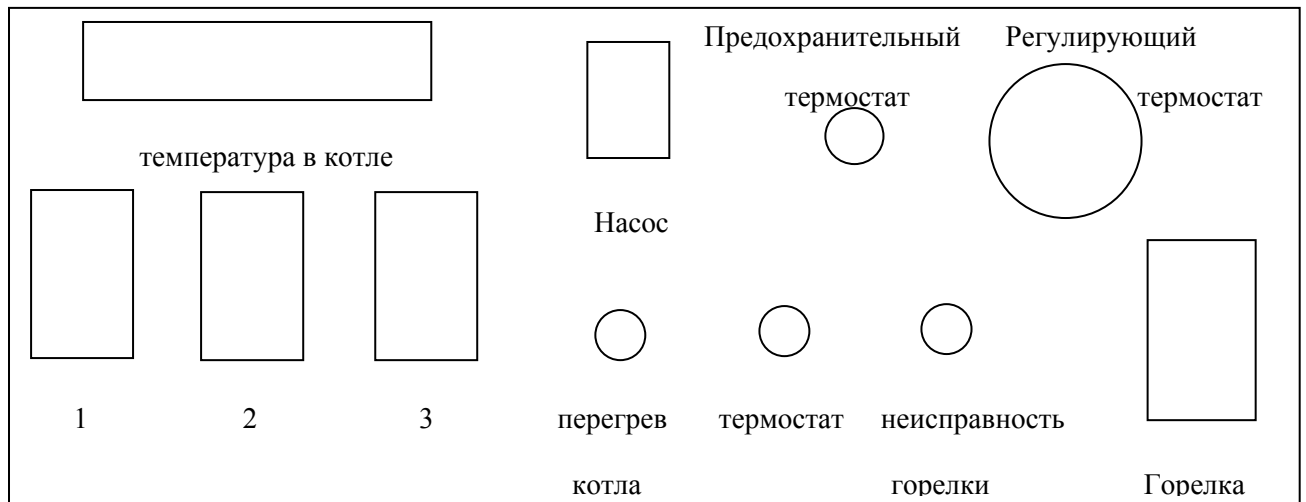 Предохранительный Регулирующий
термостат термостат
температура в котле
Насос
1 2 3 перегрев термостат неисправность
котла горелки Горелка